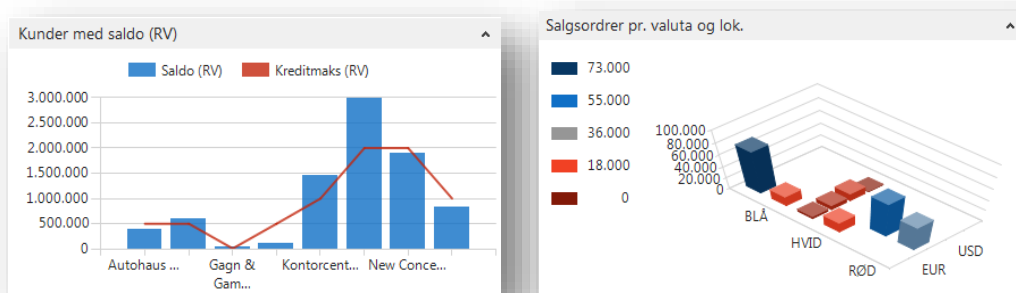 Kunder med saldo (RV)
Saldo (RV) Kreditmaks (RV)
3.000.000
2.500.000
2.000.000
1.500.000
1.000.000
500.000
0
Autohaus ... Gagn & Gam... Kontorcent... New Conce...
Salgsordrer pr. valuta og lok.
73.000
55.000
36.000
18.000
0
100.000
80.000
60.000
40.000
20.000
0
BLÅ
HVID
RØD
EUR
USD